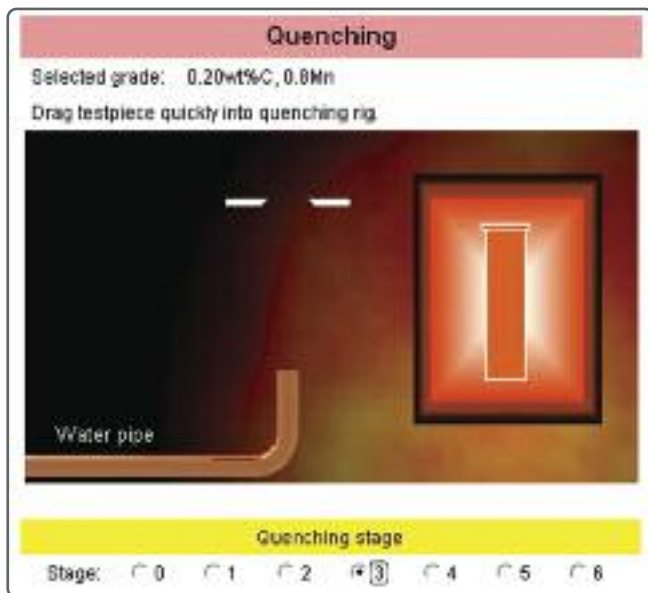 Quenching
Selected grade: 0.20wt%C, 0.8Mn
Drag testpiece quickly into quenching rig.
Water pipe
Quenching stage
Stage: 0 1 2 3 4 5 6